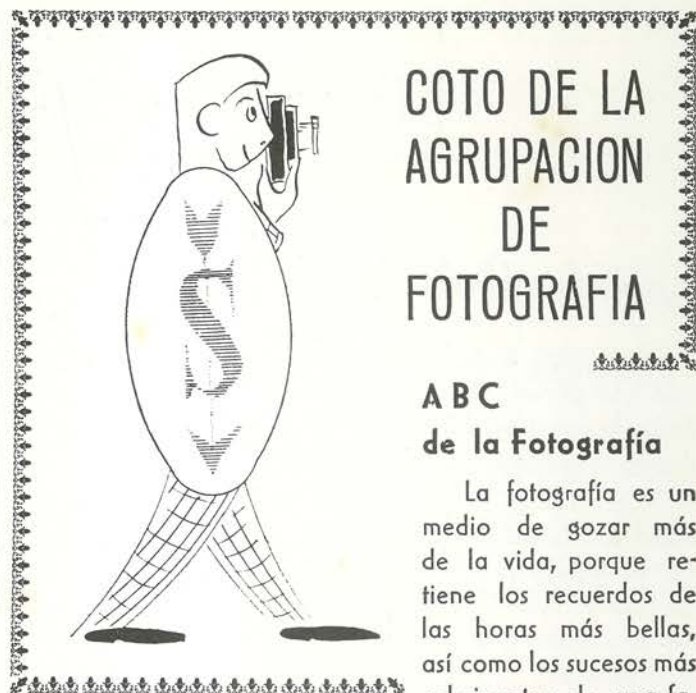 COTO DE LA
AGRUPACION
DE
FOTOGRAFIA
S
A B C
de la Fotografía
La fotografía es un
medio de gozar más
de la vida, porque re-
tiene los recuerdos de
las horas más bellas,
así como los sucesos más